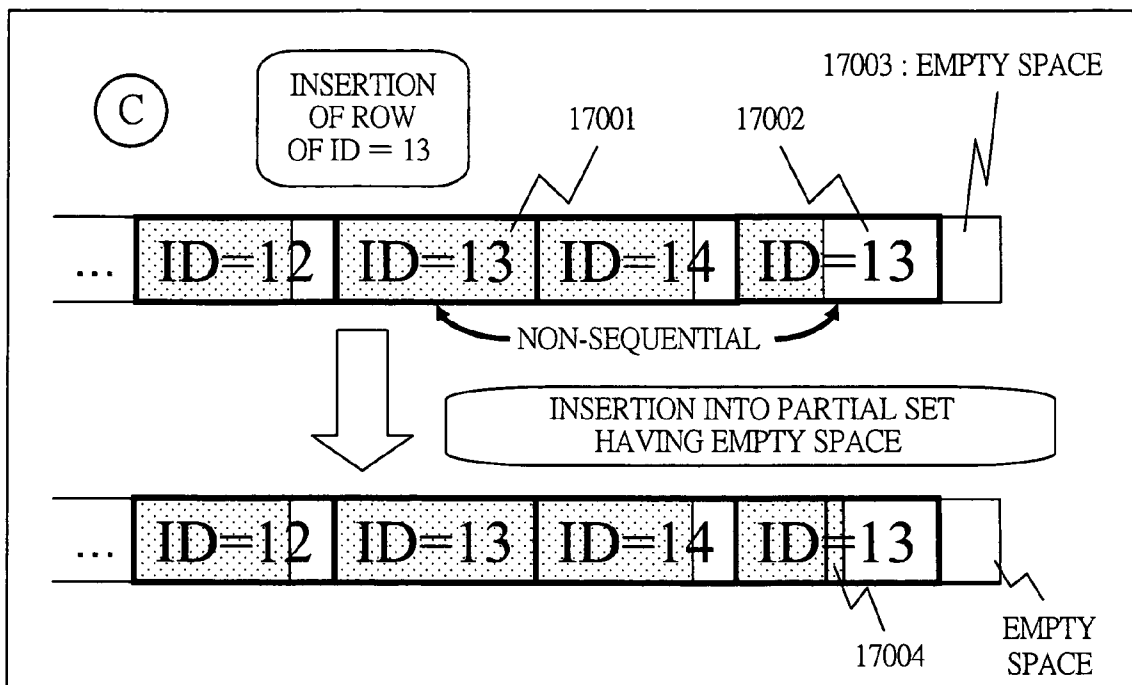 17003 : EMPTY SPACE
C
INSERTION
OF ROW
OF ID = 13
17001
17002
... ID=12 ID=13 ID=14 ID=13
NON-SEQUENTIAL
INSERTION INTO PARTIAL SET
HAVING EMPTY SPACE
... ID=12 ID=13 ID=14 ID=13
17004
EMPTY
SPACE